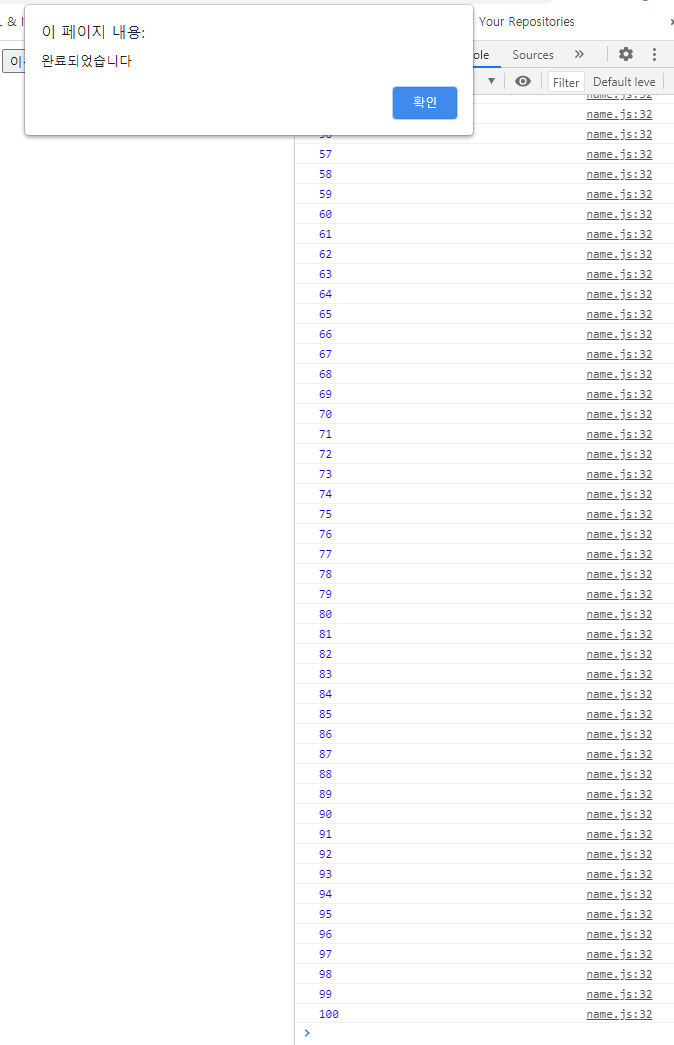 Your Repositories
이 페이지 내용:
완료되었습니다
확인
Sources »
Filter Default leve
name.js:32
57 name.js:32
58 name.js:32
59 name.js:32
60 name.js:32
61 name.js:32
62 name.js:32
63 name.js:32
64 name.js:32
65 name.js:32
66 name.js:32
67 name.js:32
68 name.js:32
69 name.js:32
70 name.js:32
71 name.js:32
72 name.js:32
73 name.js:32
74 name.js:32
75 name.js:32
76 name.js:32
77 name.js:32
78 name.js:32
79 name.js:32
80 name.js:32
81 name.js:32
82 name.js:32
83 name.js:32
84 name.js:32
85 name.js:32
86 name.js:32
87 name.js:32
88 name.js:32
89 name.js:32
90 name.js:32
91 name.js:32
92 name.js:32
93 name.js:32
94 name.js:32
95 name.js:32
96 name.js:32
97 name.js:32
98 name.js:32
99 name.js:32
100 name.js:32